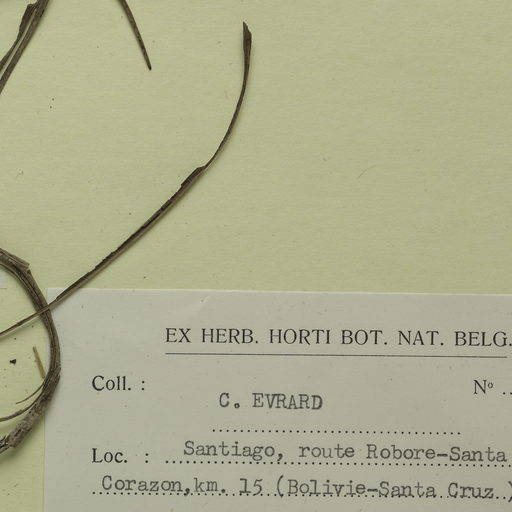 EX HERB. HORTI BOT. NAT. BELG.
Coll. : C. EVRARD Nº
Loc. : Santiago, route Robore-Santa
Corazon, km. 15 (Bolivie-Santa Cruz)